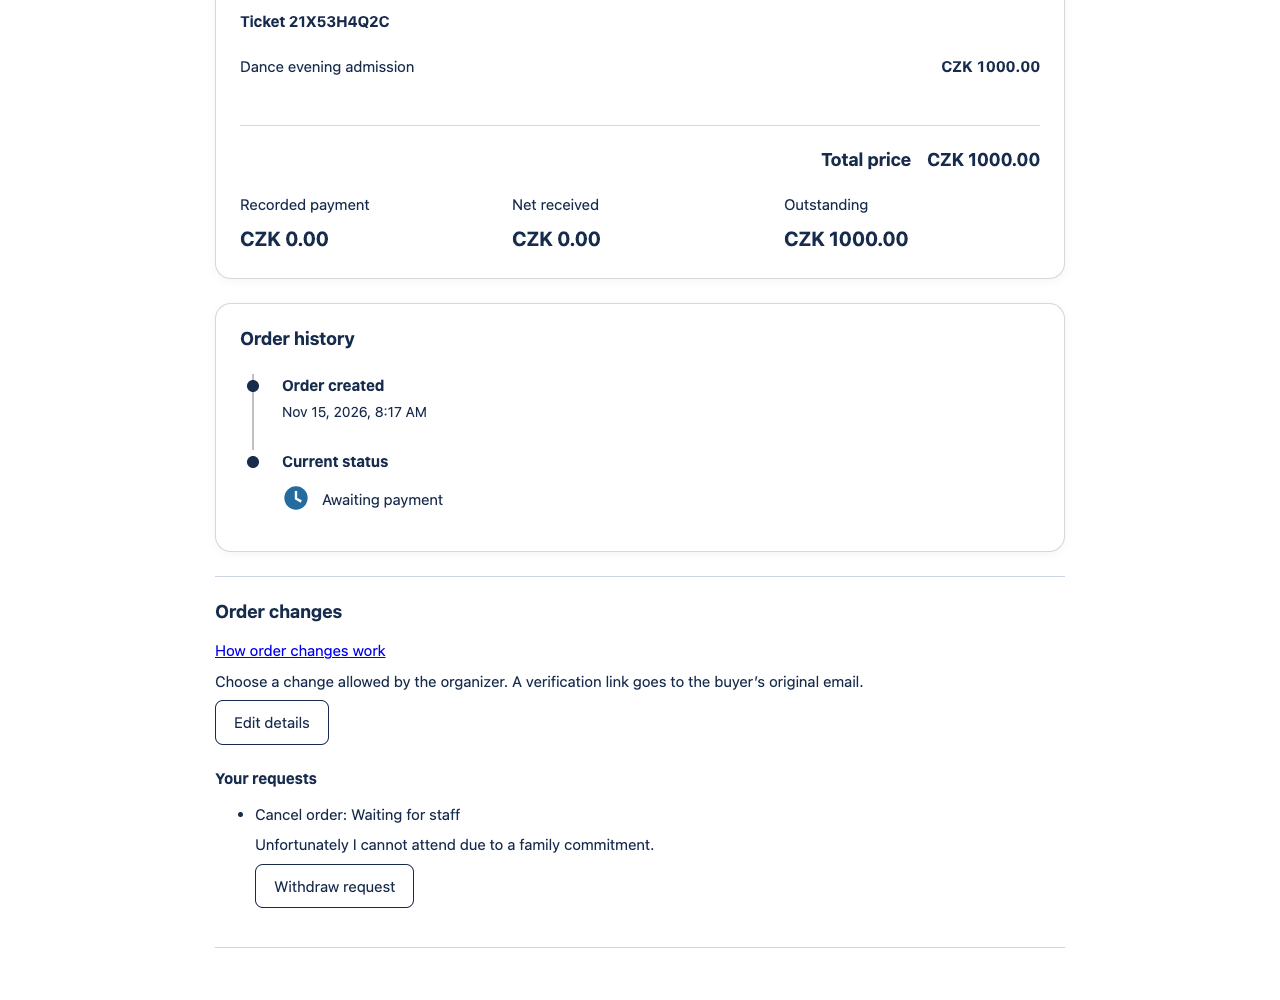 Ticket 21X53H4Q2C
Dance evening admission CZK 1000.00
Total price CZK 1000.00
Recorded payment Net received Outstanding
CZK 0.00 CZK 0.00 CZK 1000.00
Order history
Order created
Nov 15, 2026, 8:17 AM
Current status
Awaiting payment
Order changes
How order changes work
Choose a change allowed by the organizer. A verification link goes to the buyer’s original email.
Edit details
Your requests
Cancel order: Waiting for staff
Unfortunately I cannot attend due to a family commitment.
Withdraw request